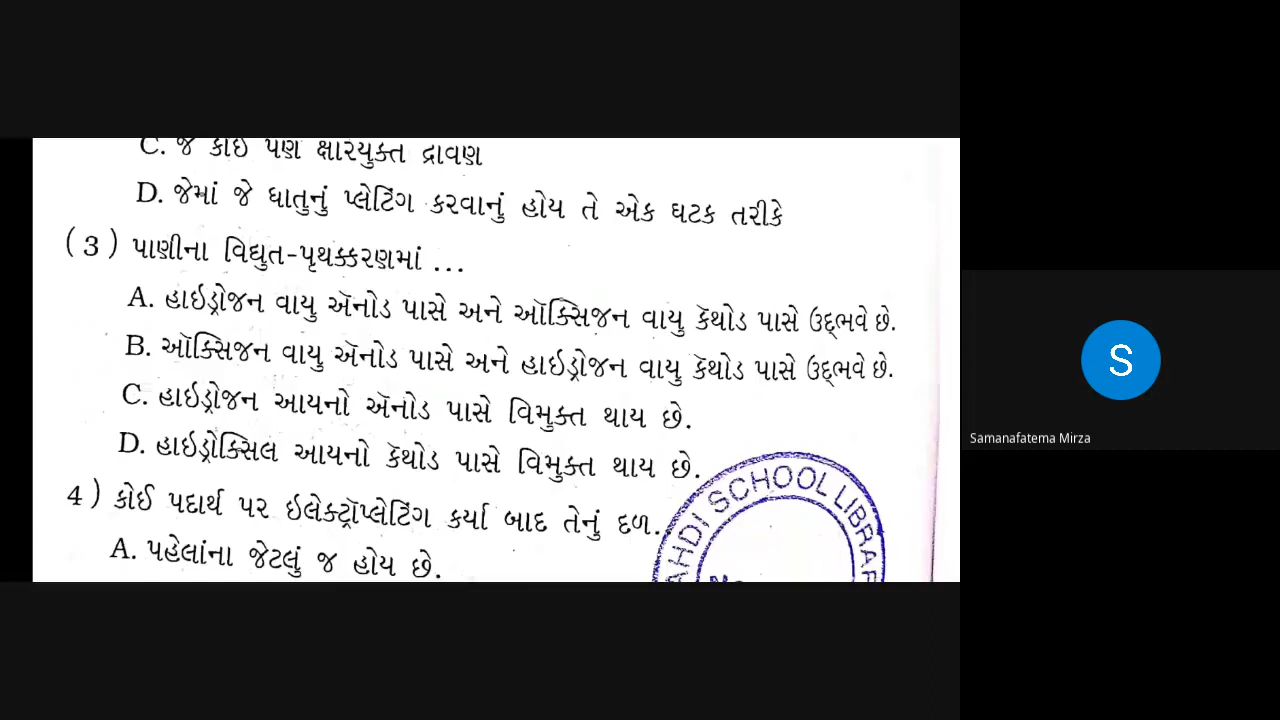 C. જે કોઈ પણ ક્ષારયુક્ત દ્રાવણ
D. જેમાં જે ધાતુનું પ્લેટિંગ કરવાનું હોય તે એક ઘટક તરીકે
( 3 ) પાણીના વિદ્યુત-પૃથક્કરણમાં ...
A. હાઇડ્રોજન વાયુ ઍનોડ પાસે અને ઑક્સિજન વાયુ કૅથોડ પાસે ઉદ્ભવે છે.
B. ઑક્સિજન વાયુ ઍનોડ પાસે અને હાઇડ્રોજન વાયુ કૅથોડ પાસે ઉદ્ભવે છે.
C. હાઇડ્રોજન આયનો ઍનોડ પાસે વિમુક્ત થાય છે.
D. હાઇડ્રોક્સિલ આયનો કૅથોડ પાસે વિમુક્ત થાય છે.
4 ) કોઈ પદાર્થ પર ઇલેક્ટ્રૉપ્લેટિંગ કર્યા બાદ તેનું દળ..
A. પહેલાંના જેટલું જ હોય છે.
AHDI SCHOOL LIBRAR
S
Samanafatema Mirza